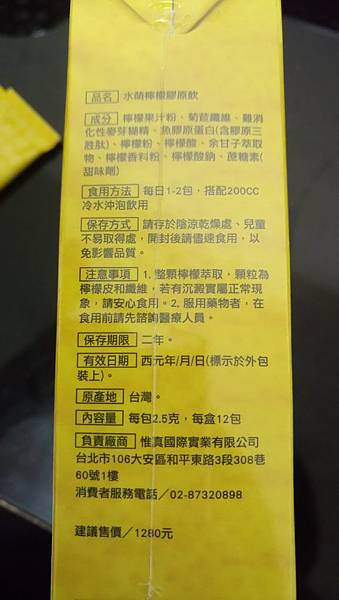 品名 水萌檸檬膠原飲
成分 檸檬果汁粉、菊苣纖維、難消
化性麥芽糊精、魚膠原蛋白(含膠原三
胜肽)、檸檬粉、檸檬酸、余甘子萃取
物、檸檬香料粉、檸檬酸鈉、蔗糖素(
甜味劑)
食用方法 每日1-2包，搭配200CC
冷水沖泡飲用
保存方式 請存於陰涼乾燥處、兒童
不易取得處，開封後請儘速食用，以
免影響品質。
注意事項 1. 整顆檸檬萃取，顆粒為
檸檬皮和纖維，若有沉澱實屬正常現
象，請安心食用。2. 服用藥物者，在
食用前請先諮詢醫療人員。
保存期限 二年。
有效日期 西元年/月/日(標示於外包
裝上)。
原產地 台灣。
內容量 每包2.5克，每盒12包
負責廠商 惟真國際實業有限公司
台北市106大安區和平東路3段308巷
60號1樓
消費者服務電話／02-87320898
建議售價／1280元